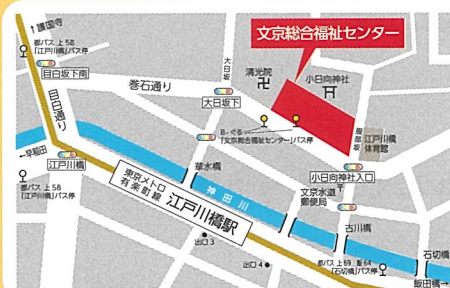 ↑護国寺
都バス 上58
「江戸川橋」バス停
目白坂下南
目白通り
巻石通り
大日坂
大日坂下
文京総合福祉センター
清光院
小日向神社
B-ぐる
「文京総合福祉センター」バス停
江戸川橋
体育館
小日向神社入口
←早稲田
江戸川橋
都バス 上58
「江戸川橋」バス停
東京メトロ
有楽町線
江戸川橋駅
華水橋
神田川
文京水道
郵便局
〒
古川橋
石切橋
出口3
出口4
都バス 上69 飯64
「石切橋」バス停
飯田橋→